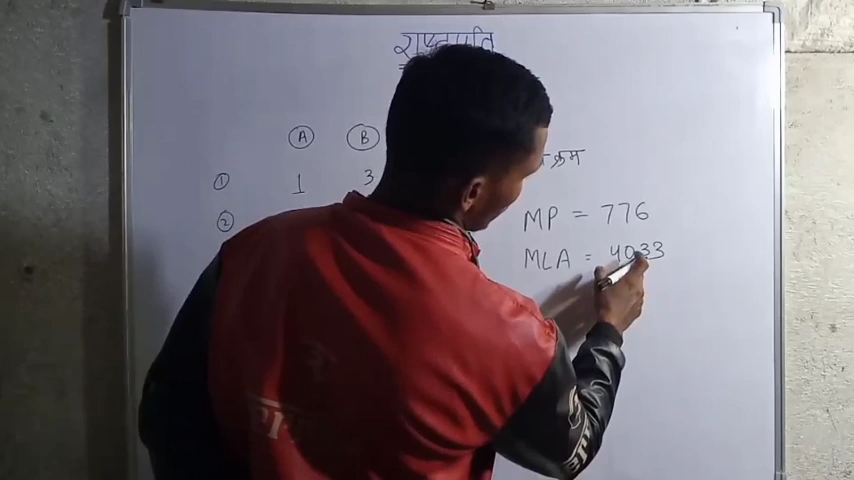 राष्ट्रपति
A B
क्रम
① 1 3
MP = 776
②
MLA = 4033